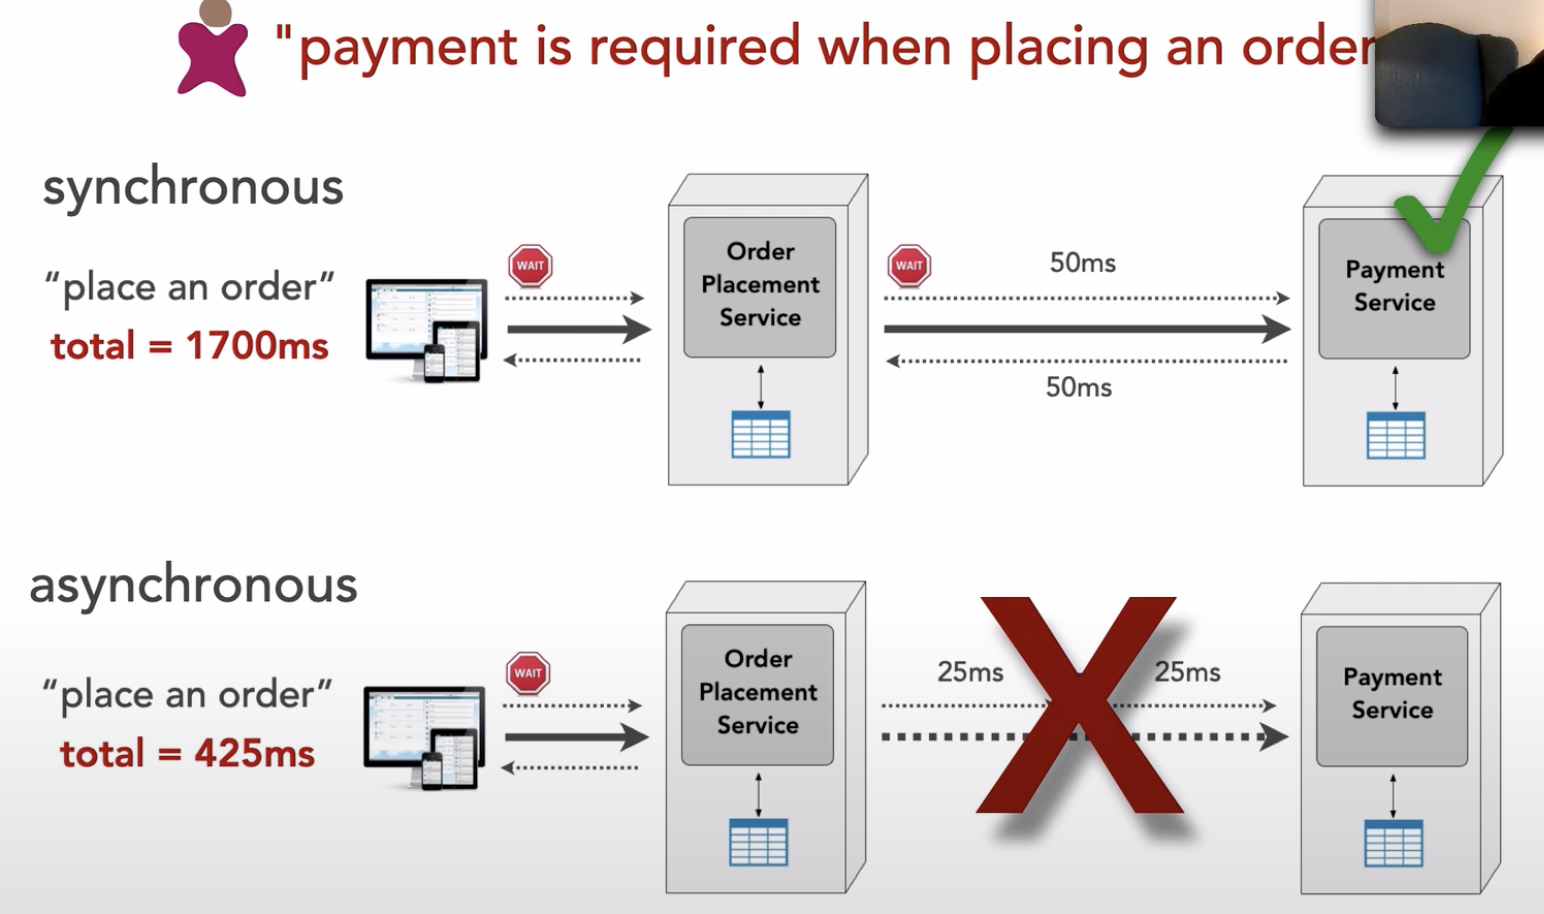 "payment is required when placing an order
synchronous
"place an order"
total = 1700ms
WAIT
Order
Placement
Service
WAIT
50ms
50ms
Payment
Service
asynchronous
"place an order"
total = 425ms
WAIT
Order
Placement
Service
25ms
25ms
Payment
Service